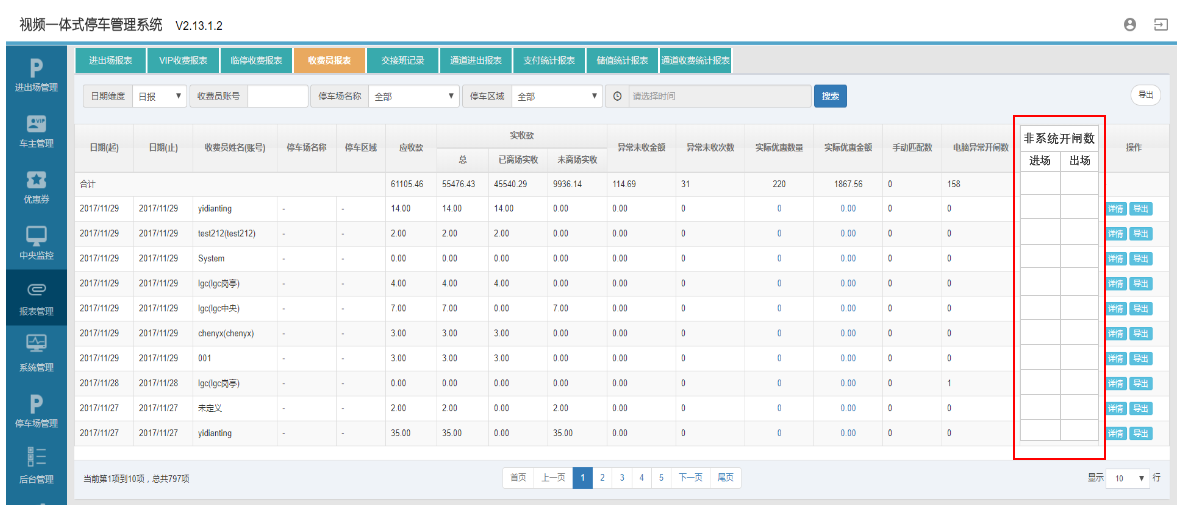 视频一体式停车管理系统 V2.13.1.2
进出场管理
车主管理
优惠券
中央监控
报表管理
系统管理
停车场管理
后台管理
进出场报表 VIP收费报表 临停收费报表 收费员报表 交接班记录 通道进出报表 支付统计报表 储值统计报表 通道收费统计报表
日期维度 日报 收费员账号 停车场名称 全部 停车区域 全部 请选择时间 搜索 导出
日期(起) 日期(止) 收费员姓名(账号) 停车场名称 停车区域 应收款 实收款 异常未收金额 异常未收次数 实际优惠数量 实际优惠金额 手动匹配数 电脑异常开闸数 非系统开闸数 操作
总 已离场实收 未离场实收 进场 出场
合计 61105.46 55476.43 45540.29 9936.14 114.69 31 220 1867.56 0 158
2017/11/29 2017/11/29 yidianting - - 14.00 14.00 14.00 0.00 0.00 0 0 0.00 0 0 详情 导出
2017/11/29 2017/11/29 test212(test212) - - 2.00 2.00 2.00 0.00 0.00 0 0 0.00 0 0 详情 导出
2017/11/29 2017/11/29 System - - 0.00 0.00 0.00 0.00 0.00 0 0 0.00 0 0 详情 导出
2017/11/29 2017/11/29 lgc(lgc岗亭) - - 4.00 4.00 4.00 0.00 0.00 0 0 0.00 0 0 详情 导出
2017/11/29 2017/11/29 lgc(lgc中央) - - 7.00 7.00 0.00 7.00 0.00 0 0 0.00 0 0 详情 导出
2017/11/29 2017/11/29 chenyx(chenyx) - - 3.00 3.00 3.00 0.00 0.00 0 0 0.00 0 0 详情 导出
2017/11/29 2017/11/29 001 - - 3.00 3.00 3.00 0.00 0.00 0 0 0.00 0 0 详情 导出
2017/11/28 2017/11/28 lgc(lgc岗亭) - - 0.00 0.00 0.00 0.00 0.00 0 0 0.00 0 1 详情 导出
2017/11/27 2017/11/27 未定义 - - 2.00 2.00 0.00 2.00 0.00 0 0 0.00 0 0 详情 导出
2017/11/27 2017/11/27 yidianting - - 35.00 35.00 0.00 35.00 0.00 0 0 0.00 0 0 详情 导出
当前第1项到10项，总共797项 首页 上一页 1 2 3 4 5 下一页 尾页 显示 10 行